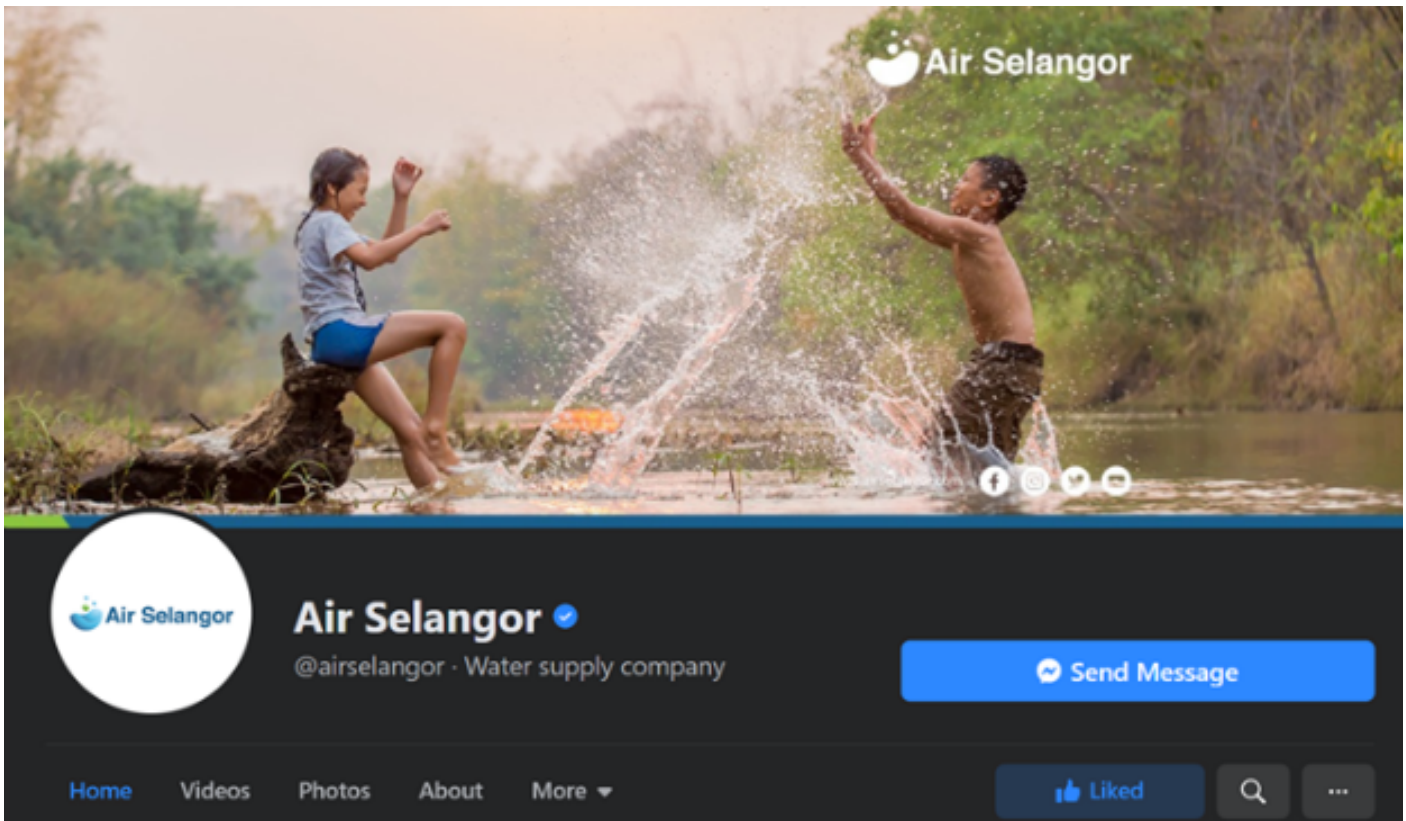 Air Selangor
Air Selangor
Air Selangor
@airselangor · Water supply company
Send Message
Home Videos Photos About More
Liked